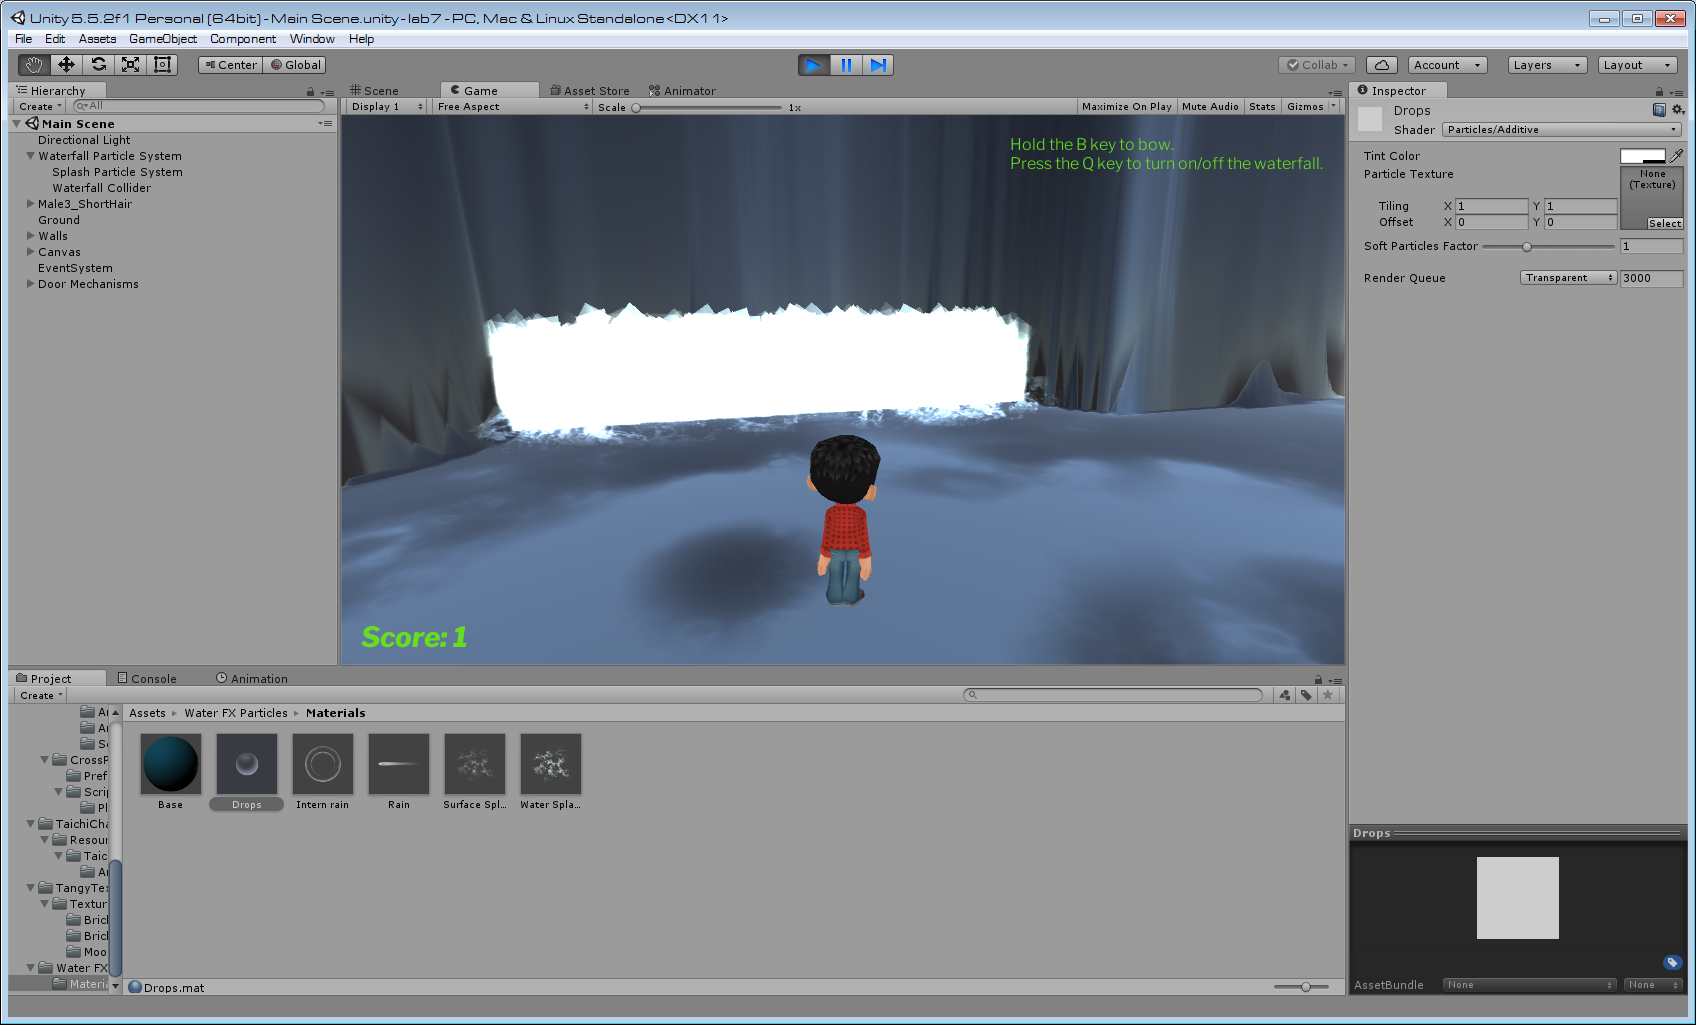 Unity 5.5.2f1 Personal (64bit) - Main Scene.unity - lab7 - PC, Mac & Linux Standalone <DX11>
File Edit Assets GameObject Component Window Help
Center Global Collab Account Layers Layout
Hierarchy
Create All
Main Scene
Directional Light
Waterfall Particle System
Splash Particle System
Waterfall Collider
Male3_ShortHair
Ground
Walls
Canvas
EventSystem
Door Mechanisms
Scene Game Asset Store Animator
Display 1 Free Aspect Scale 1x Maximize On Play Mute Audio Stats Gizmos
Hold the B key to bow.
Press the Q key to turn on/off the waterfall.
Score: 1
Inspector
Drops
Shader Particles/Additive
Tint Color
Particle Texture
None
(Texture)
Tiling X 1 Y 1
Offset X 0 Y 0
Select
Soft Particles Factor 1
Render Queue Transparent 3000
Project Console Animation
Create
CrossP
Pref
Scrip
Pl
TaichiCha
Resour
Taic
TangyTex
Textur
Bric
Bric
Moo
Water FX
Materia
Assets Water FX Particles Materials
Base Drops Intern rain Rain Surface Spl... Water Spla...
Drops.mat
Drops
AssetBundle None None